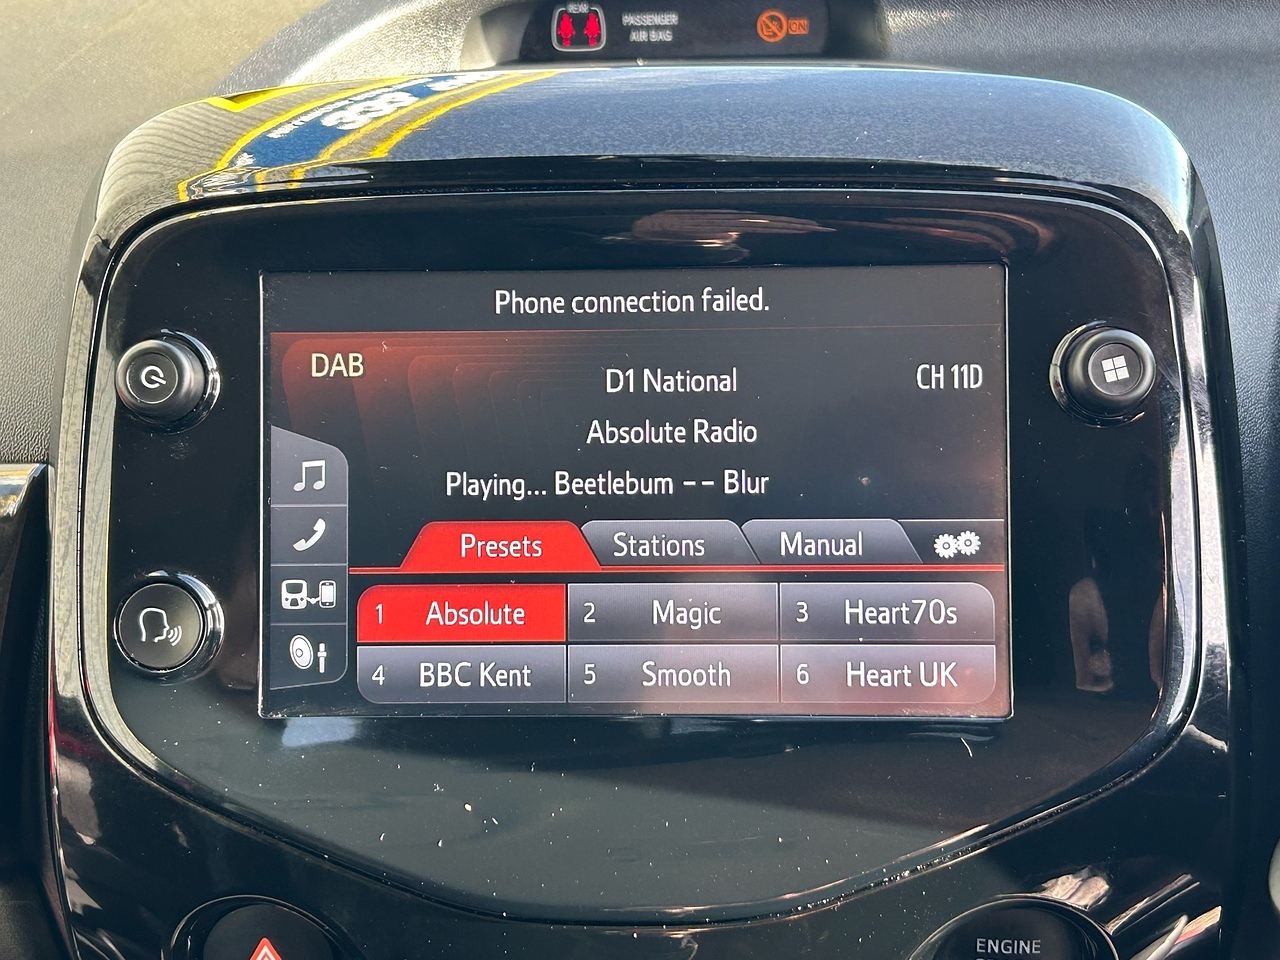 REAR
PASSENGER
AIR BAG
ON
Phone connection failed.
DAB
D1 National
CH 11D
Absolute Radio
Playing... Beetlebum -- Blur
Presets
Stations
Manual
1 Absolute
2 Magic
3 Heart70s
4 BBC Kent
5 Smooth
6 Heart UK
ENGINE